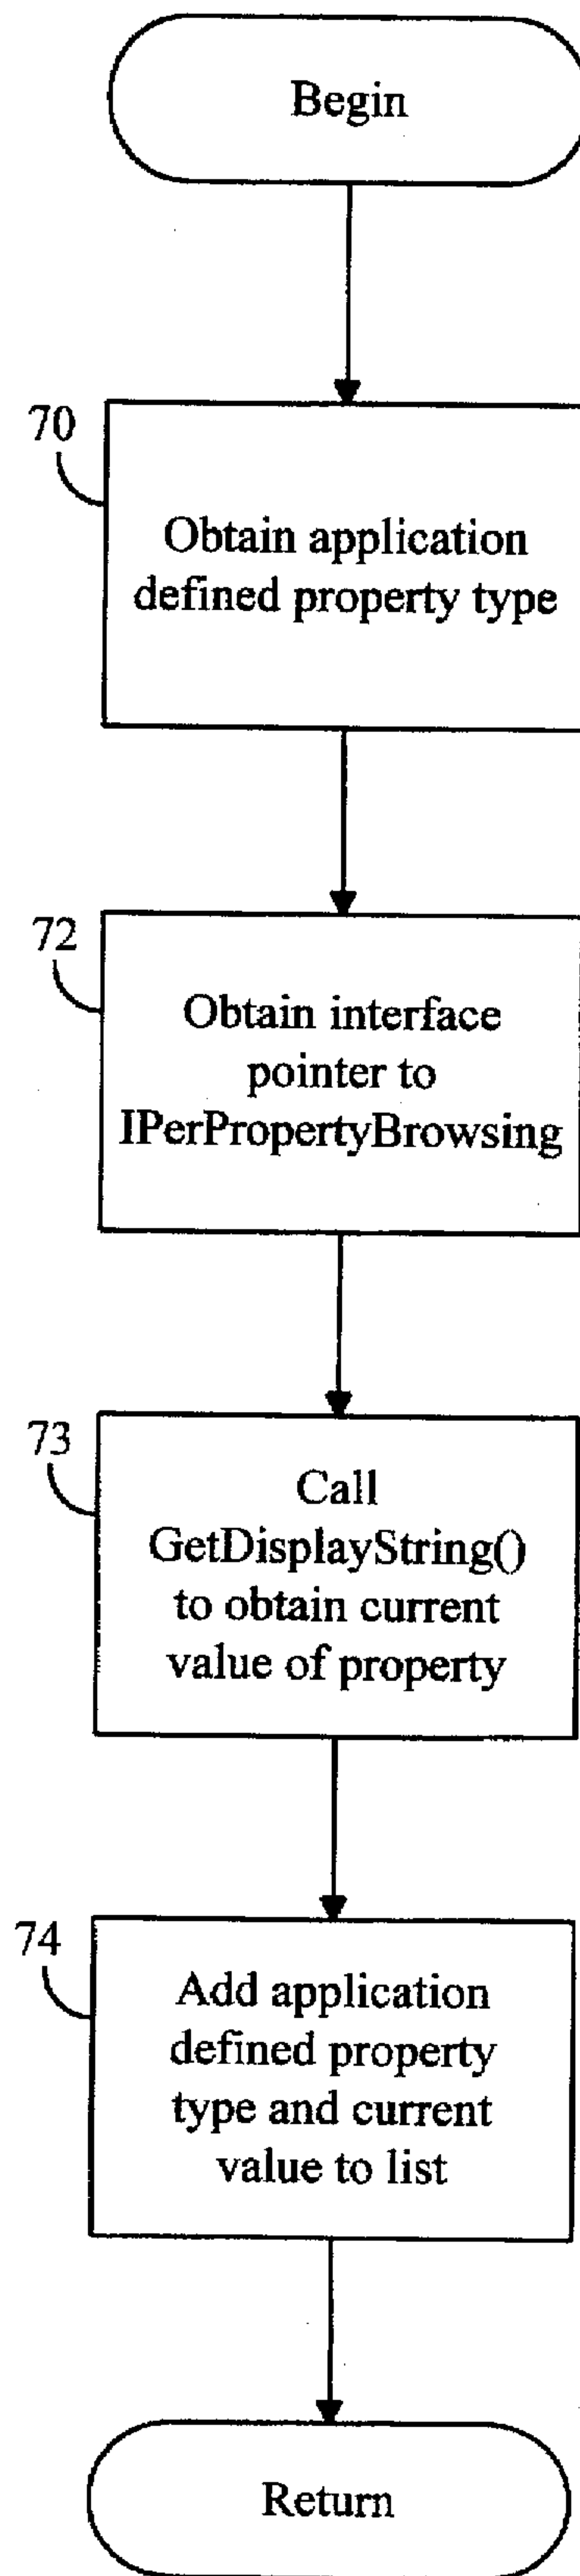 Begin
70
Obtain application
defined property type
72
Obtain interface
pointer to
IPerPropertyBrowsing
73
Call
GetDisplayString()
to obtain current
value of property
74
Add application
defined property
type and current
value to list
Return